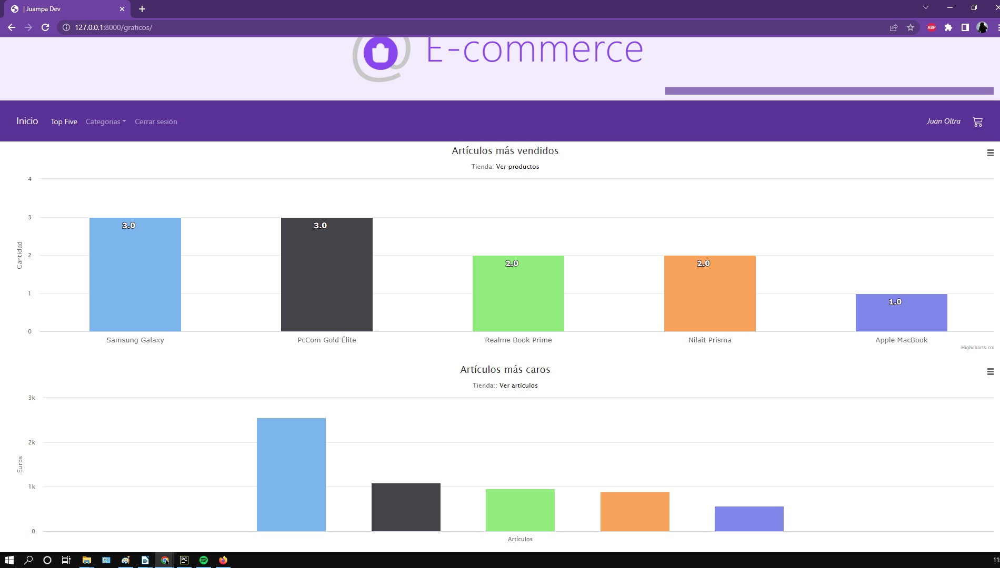 | Juampa Dev
127.0.0.1:8000/graficos/
ABP
E-commerce
Inicio Top Five Categorias Cerrar sesión Juan Oltra
Artículos más vendidos
Tienda: Ver productos
Cantidad
4
3
2
1
0
3.0 3.0 2.0 2.0 1.0
Samsung Galaxy PcCom Gold Élite Realme Book Prime Nilait Prisma Apple MacBook
Highcharts.co
Artículos más caros
Tienda:: Ver artículos
Euros
3k
2k
1k
0
Artículos
PC
11